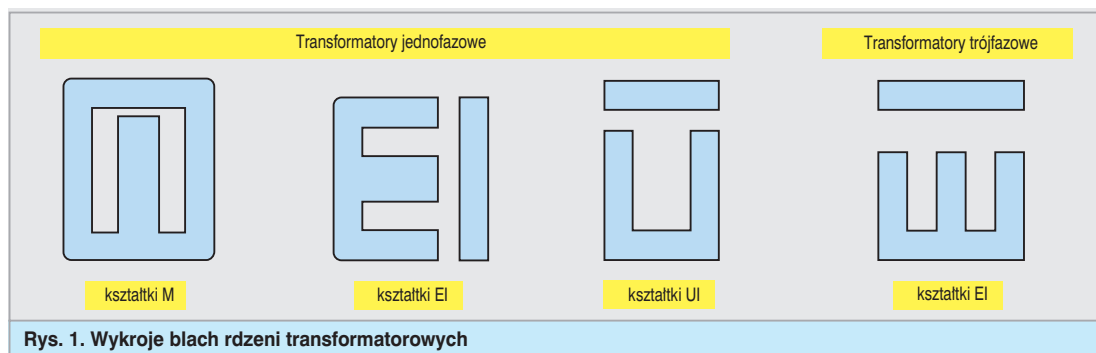 Transformatory jednofazowe
Transformatory trójfazowe
kształtki M
kształtki EI
kształtki UI
kształtki EI
Rys. 1. Wykroje blach rdzeni transformatorowych